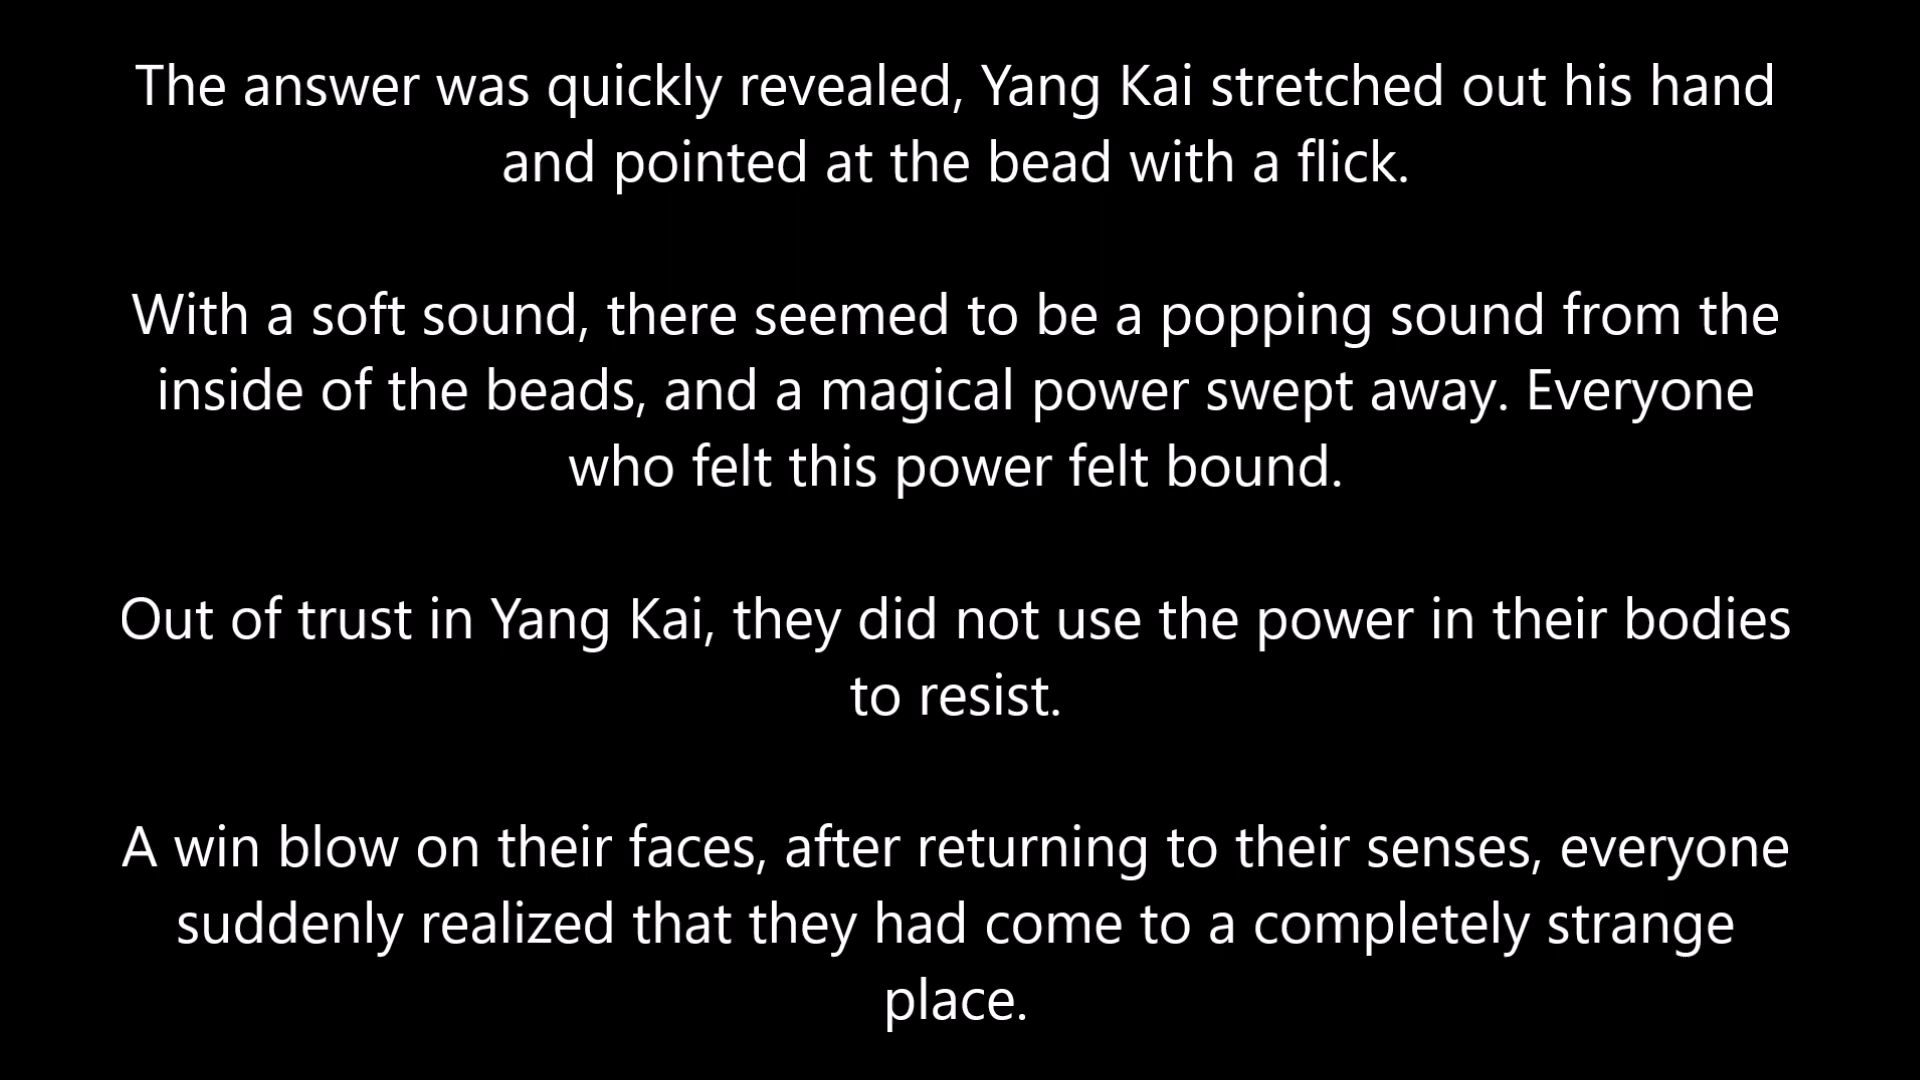 The answer was quickly revealed, Yang Kai stretched out his hand
and pointed at the bead with a flick.
With a soft sound, there seemed to be a popping sound from the
inside of the beads, and a magical power swept away. Everyone
who felt this power felt bound.
Out of trust in Yang Kai, they did not use the power in their bodies
to resist.
A win blow on their faces, after returning to their senses, everyone
suddenly realized that they had come to a completely strange
place.